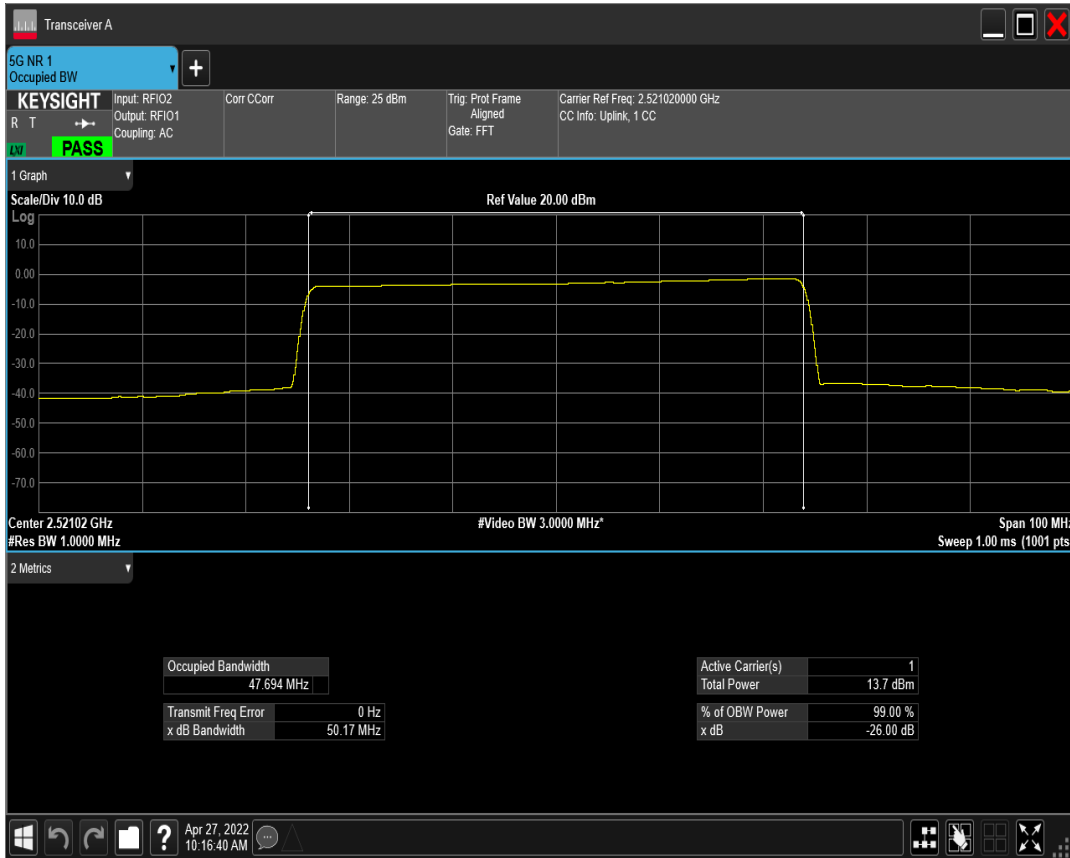 Transceiver A
5G NR 1
Occupied BW
+
KEYSIGHT
R T
LXI
PASS
Input: RFIO2
Output: RFIO1
Coupling: AC
Corr CCorr
Range: 25 dBm
Trig: Prot Frame
Aligned
Gate: FFT
Carrier Ref Freq: 2.521020000 GHz
CC Info: Uplink, 1 CC
1 Graph
Scale/Div 10.0 dB
Ref Value 20.00 dBm
Log
10.0
0.00
-10.0
-20.0
-30.0
-40.0
-50.0
-60.0
-70.0
Center 2.52102 GHz
#Video BW 3.0000 MHz*
Span 100 MHz
#Res BW 1.0000 MHz
Sweep 1.00 ms (1001 pts
2 Metrics
Occupied Bandwidth
47.694 MHz
Transmit Freq Error 0 Hz
x dB Bandwidth 50.17 MHz
Active Carrier(s) 1
Total Power 13.7 dBm
% of OBW Power 99.00 %
x dB -26.00 dB
?
Apr 27, 2022
10:16:40 AM